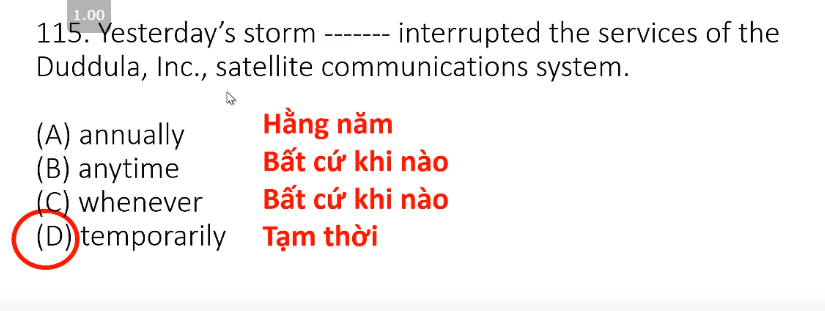 1.00
115. Yesterday’s storm ------- interrupted the services of the
Duddula, Inc., satellite communications system.
(A) annually Hằng năm
(B) anytime Bất cứ khi nào
(C) whenever Bất cứ khi nào
(D) temporarily Tạm thời